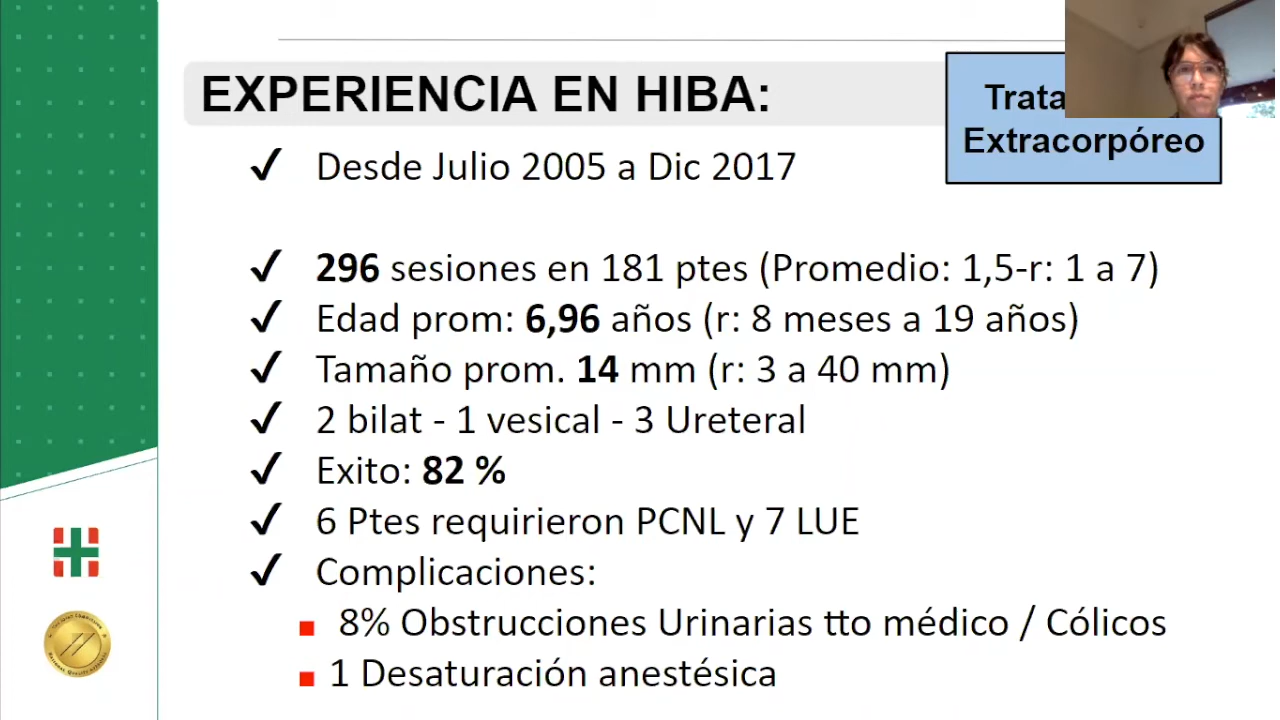 EXPERIENCIA EN HIBA:
Extracorpóreo
✓ Desde Julio 2005 a Dic 2017
✓ 296 sesiones en 181 ptes (Promedio: 1,5-r: 1 a 7)
✓ Edad prom: 6,96 años (r: 8 meses a 19 años)
✓ Tamaño prom. 14 mm (r: 3 a 40 mm)
✓ 2 bilat - 1 vesical - 3 Ureteral
✓ Exito: 82 %
✓ 6 Ptes requirieron PCNL y 7 LUE
✓ Complicaciones:
▪ 8% Obstrucciones Urinarias tto médico / Cólicos
▪ 1 Desaturación anestésica